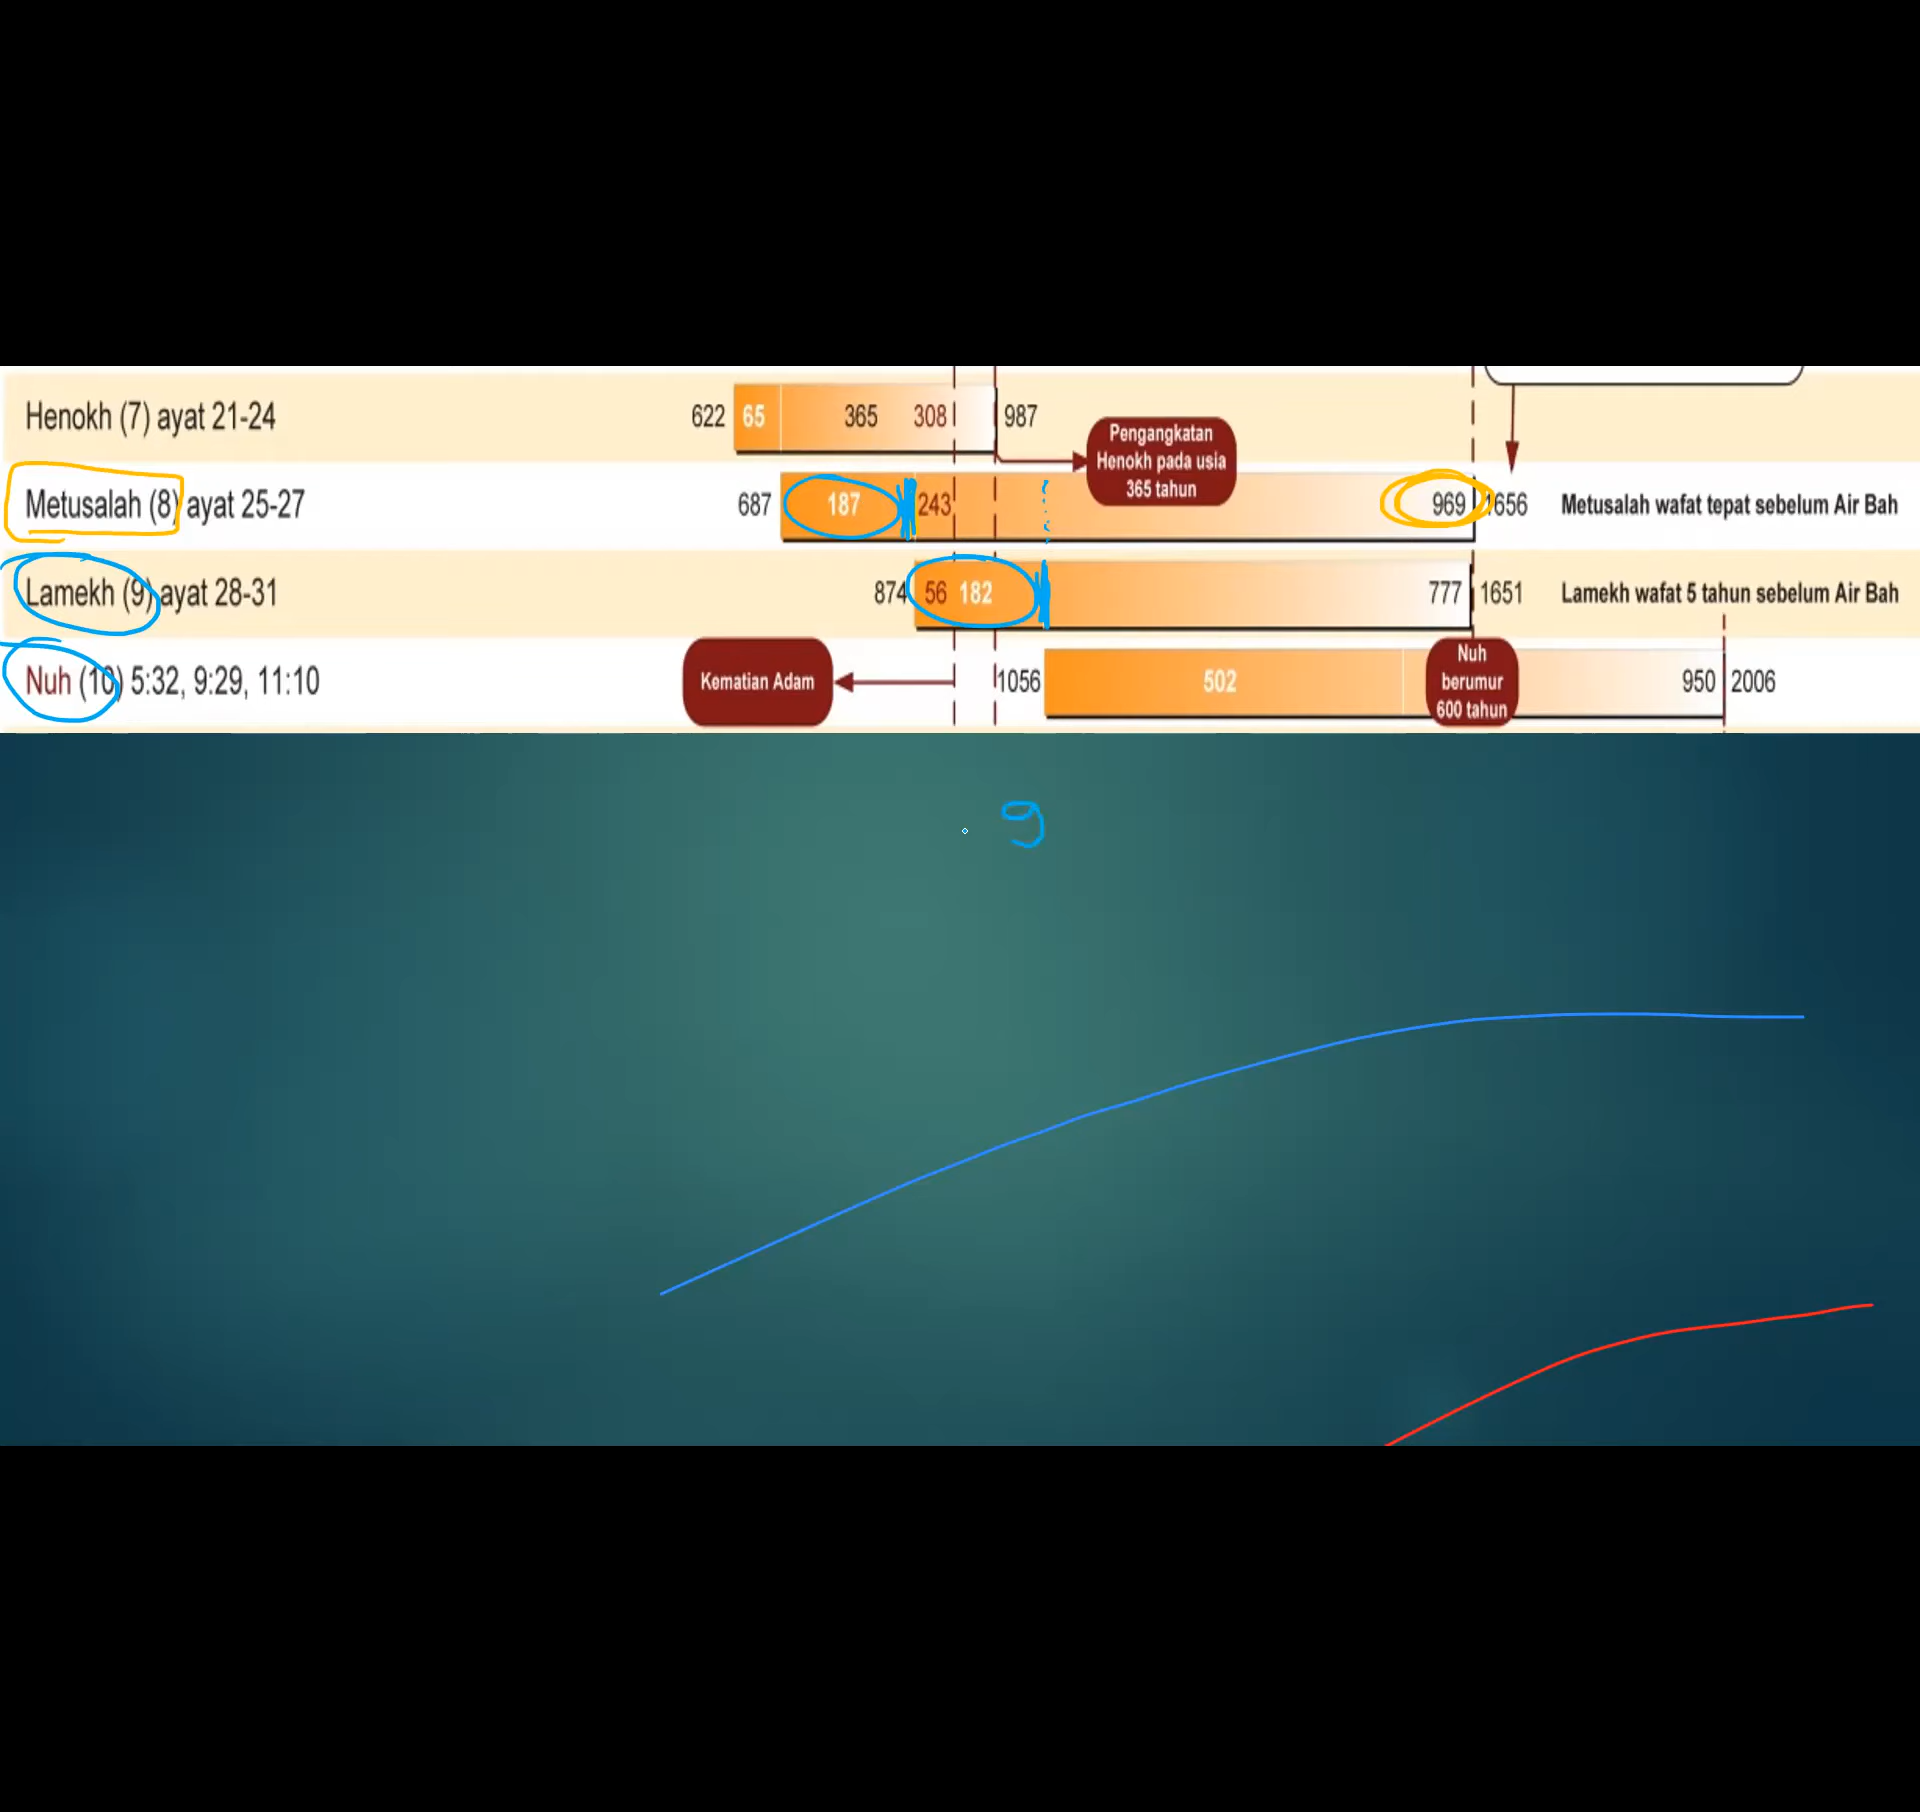 Henokh (7) ayat 21-24 622 65 365 308 987
Pengangkatan
Henokh pada usia
365 tahun
Metusalah (8) ayat 25-27 687 187 243 969 1656 Metusalah wafat tepat sebelum Air Bah
Lamekh (9) ayat 28-31 874 56 182 777 1651 Lamekh wafat 5 tahun sebelum Air Bah
Nuh (10) 5:32, 9:29, 11:10 Kematian Adam 1056 502
Nuh
berumur
600 tahun
950 2006
9